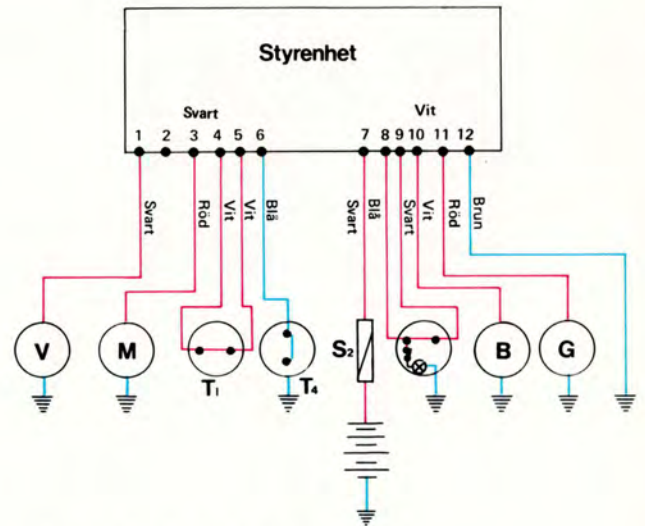 Styrenhet
Svart Vit
1 2 3 4 5 6 7 8 9 10 11 12
Svart Röd Vit Vit Blå Svart Blå Svart Vit Röd Brun
V M T1 T4 S2 B G